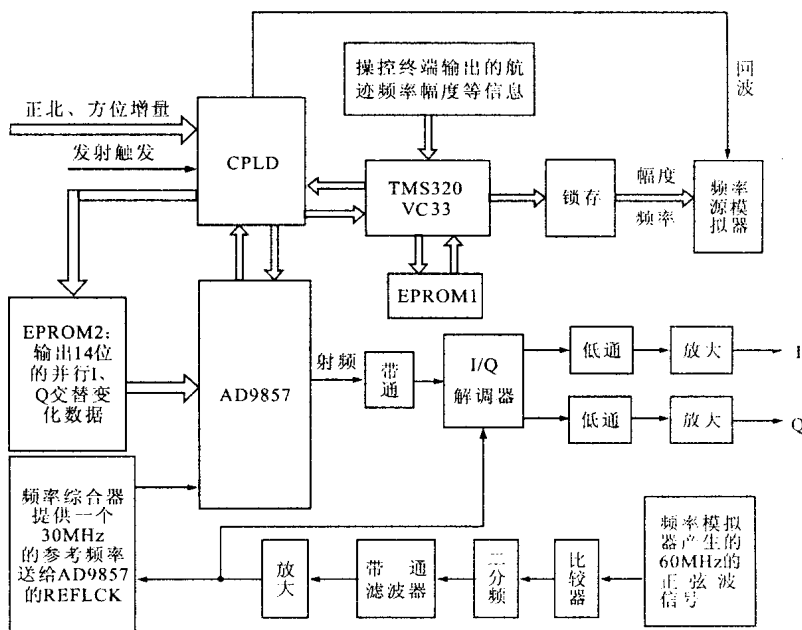 操控终端输出的航
迹频率幅度等信息
回
波
正北、方位增量
发射触发
CPLD
TMS320
VC33
锁存
幅度
频率
频率
源模
拟器
EPROM1
EPROM2:
输出14位
的并行I、
Q交替变
化数据
AD9857
射频
带
通
I/Q
解调器
低通
放大
I
低通
放大
Q
频率综合器
提供一个
30MHz
的参考频率
送给AD9857
的REFLCK
放
大
带 通
滤波器
二
分
频
比
较
器
频率模拟
器产生的
60MHz的
正弦波
信号